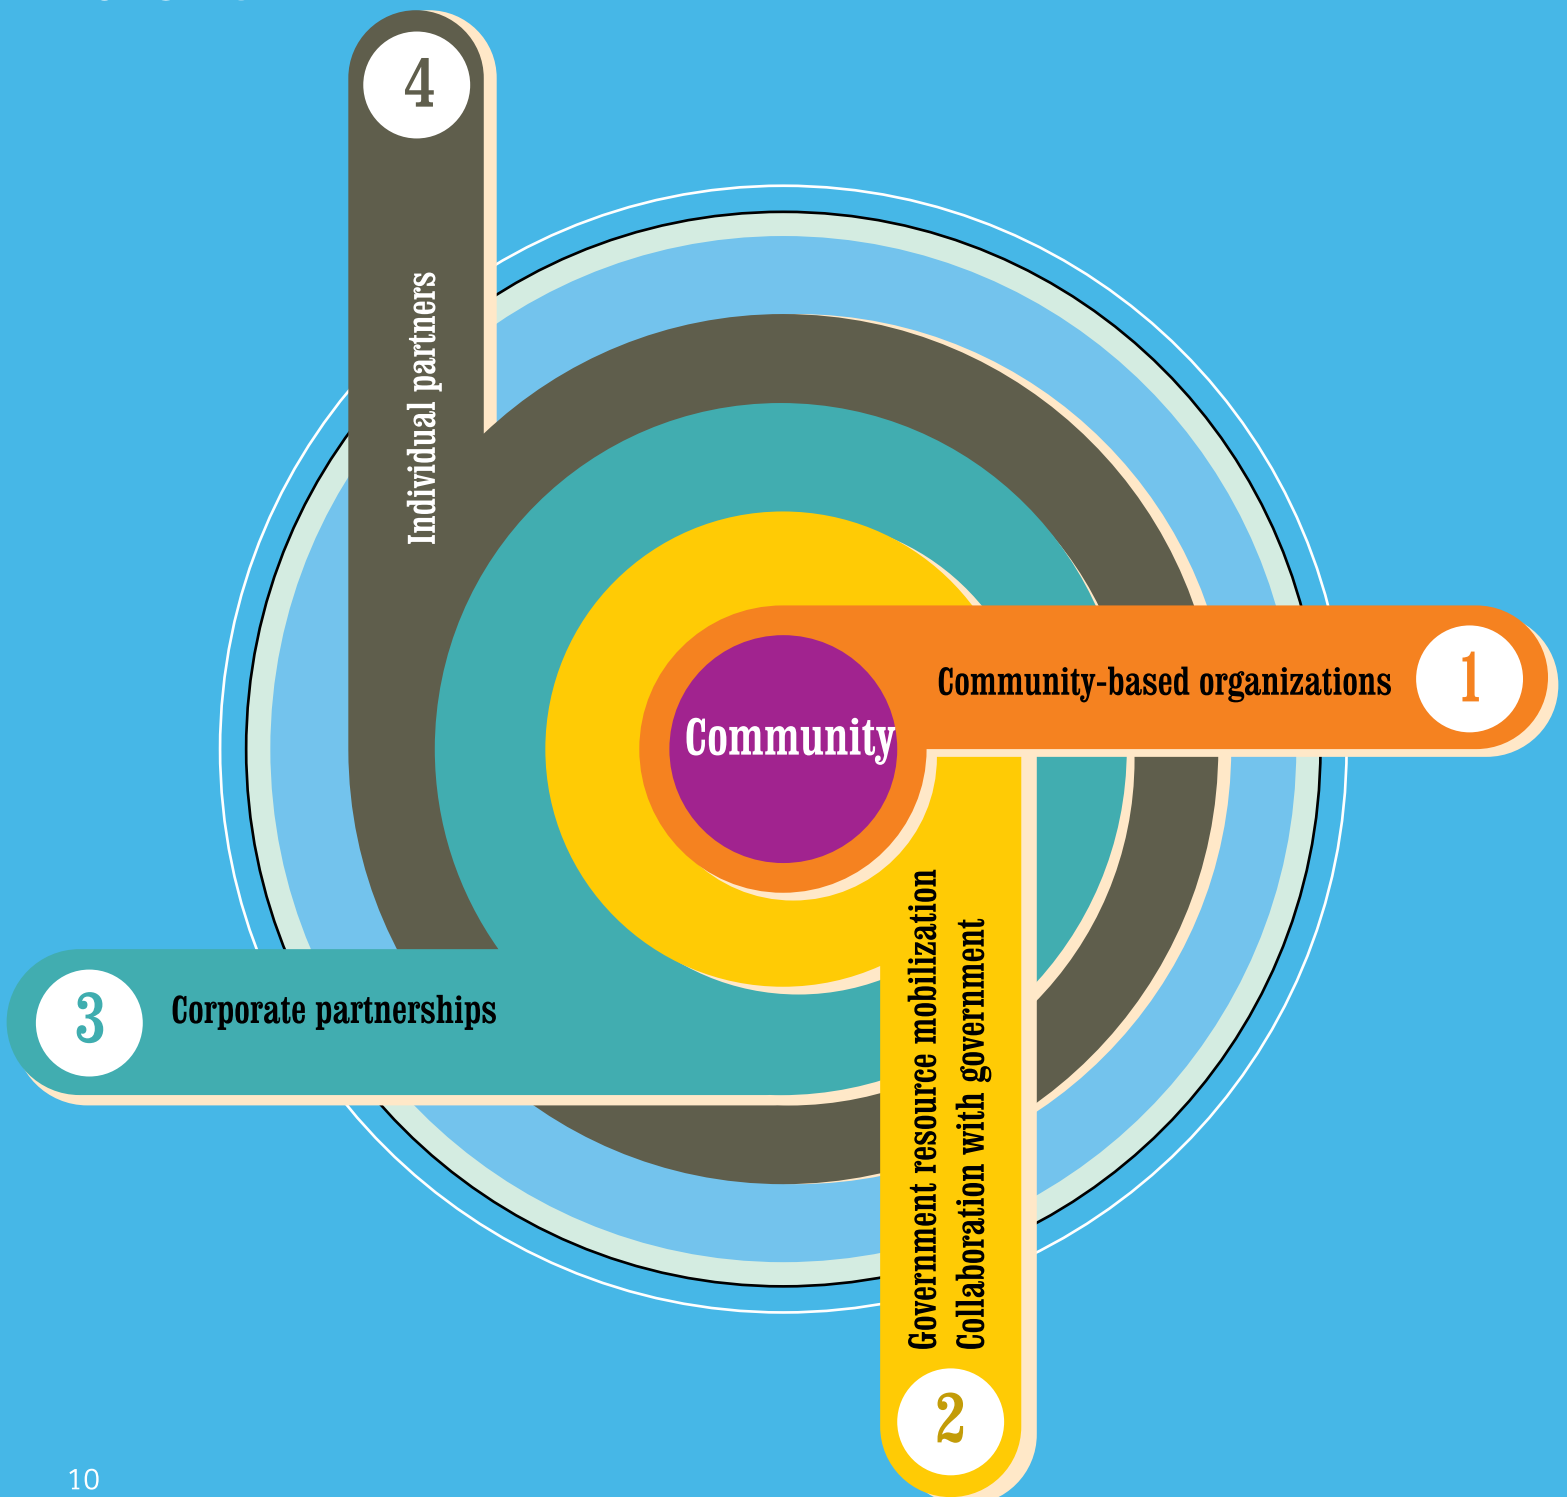 4
Individual partners
Community
Community-based organizations
1
3
Corporate partnerships
Government resource mobilization
Collaboration with government
2
10